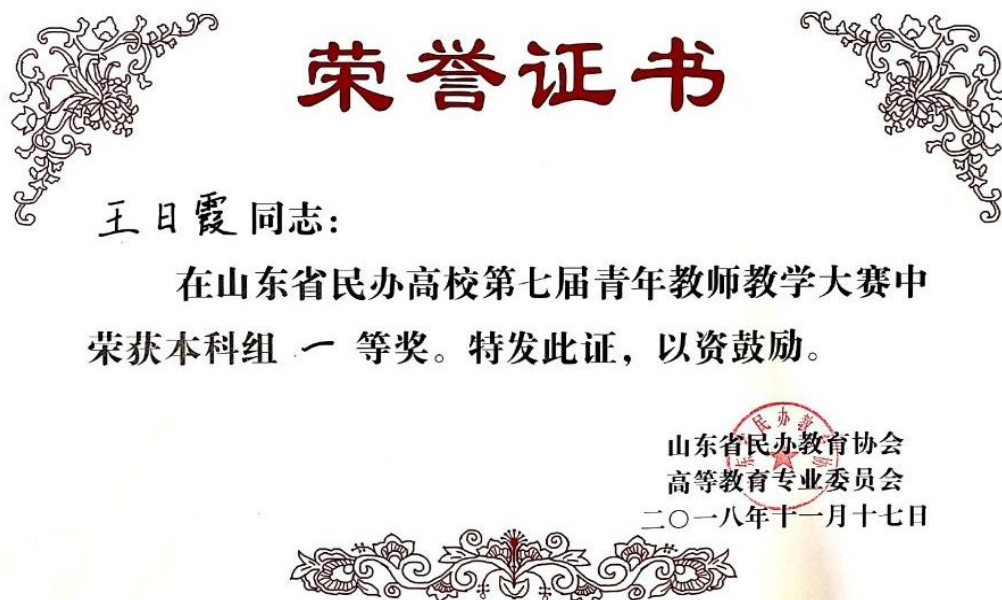 荣誉证书
王日霞同志：
在山东省民办高校第七届青年教师教学大赛中
荣获本科组 一 等奖。特发此证，以资鼓励。
山东省民办教育协会
高等教育专业委员会
二〇一八年十一月十七日